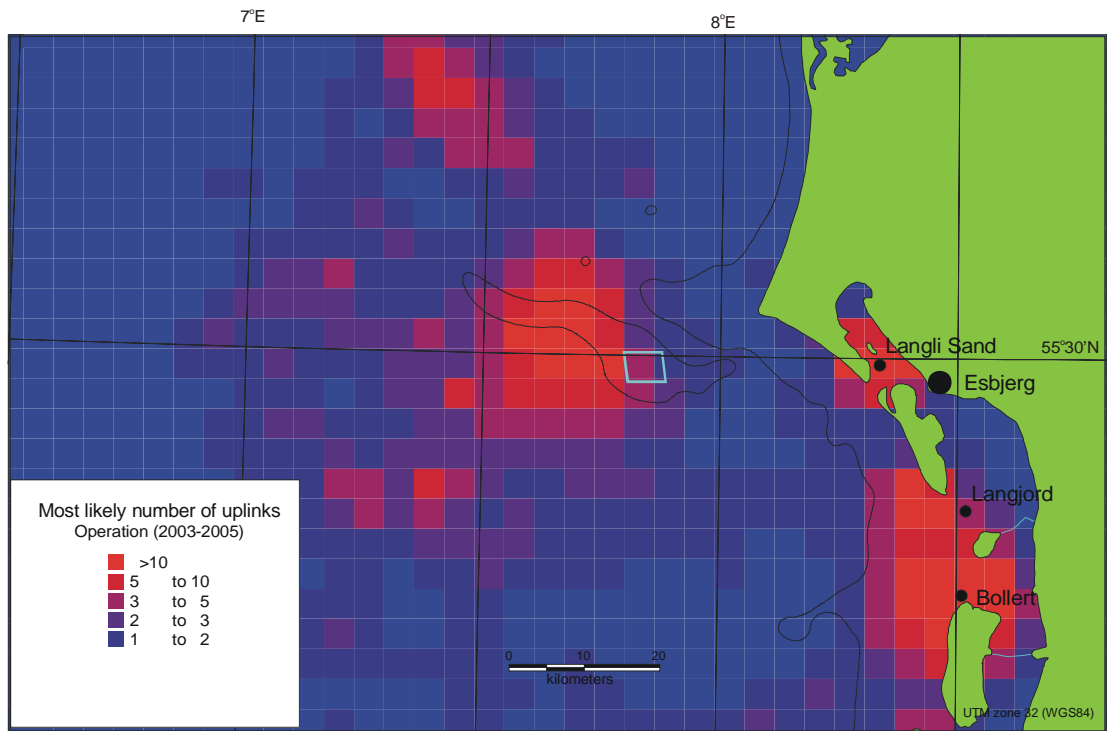 7°E
8°E
55°30'N
Langli Sand
Esbjerg
Langjord
Bollert
Most likely number of uplinks
Operation (2003-2005)
>10
5 to 10
3 to 5
2 to 3
1 to 2
0 10 20
kilometers
UTM zone 32 (WGS84)